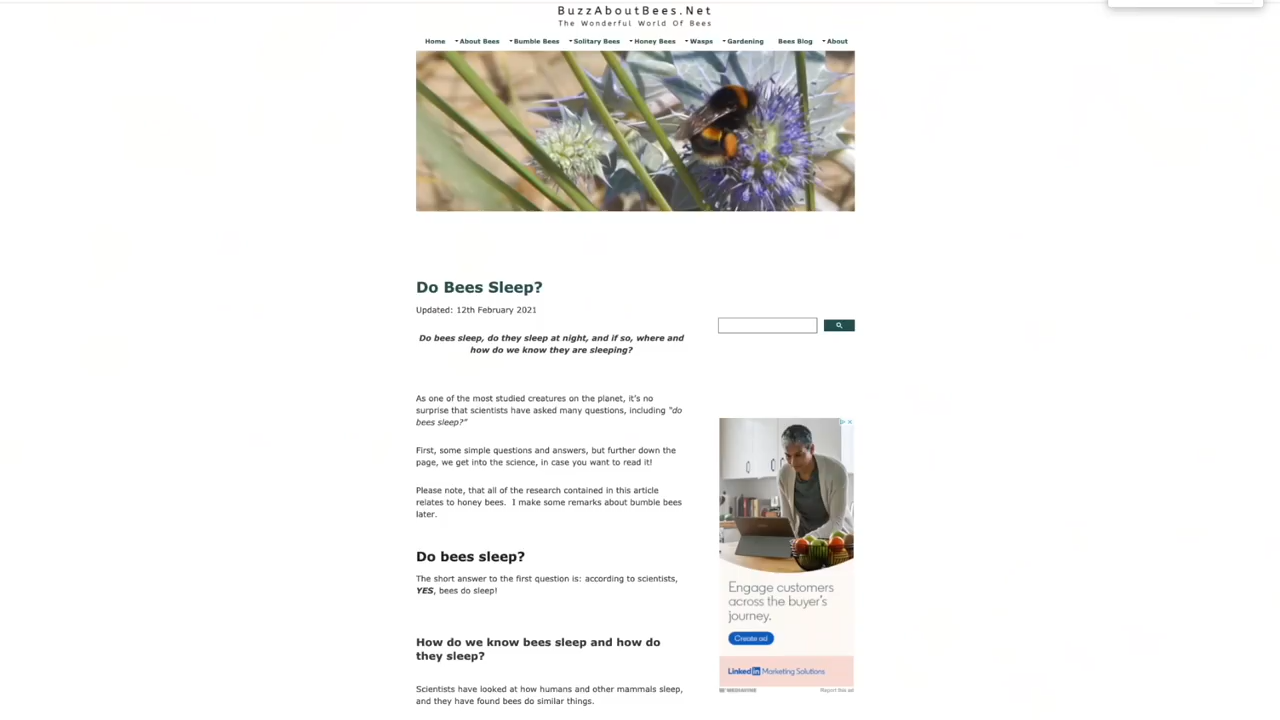 BuzzAboutBees.Net
The Wonderful World Of Bees
Home About Bees Bumble Bees Solitary Bees Honey Bees Wasps Gardening Bees Blog About
Do Bees Sleep?
Updated: 12th February 2021
Do bees sleep, do they sleep at night, and if so, where and
how do we know they are sleeping?
As one of the most studied creatures on the planet, it's no
surprise that scientists have asked many questions, including "do
bees sleep?"
First, some simple questions and answers, but further down the
page, we get into the science, in case you want to read it!
Please note, that all of the research contained in this article
relates to honey bees. I make some remarks about bumble bees
later.
Do bees sleep?
The short answer to the first question is: according to scientists,
YES, bees do sleep!
How do we know bees sleep and how do
they sleep?
Scientists have looked at how humans and other mammals sleep,
and they have found bees do similar things.
Engage customers
across the buyer's
journey.
Create ad
LinkedIn Marketing Solutions
Report this ad